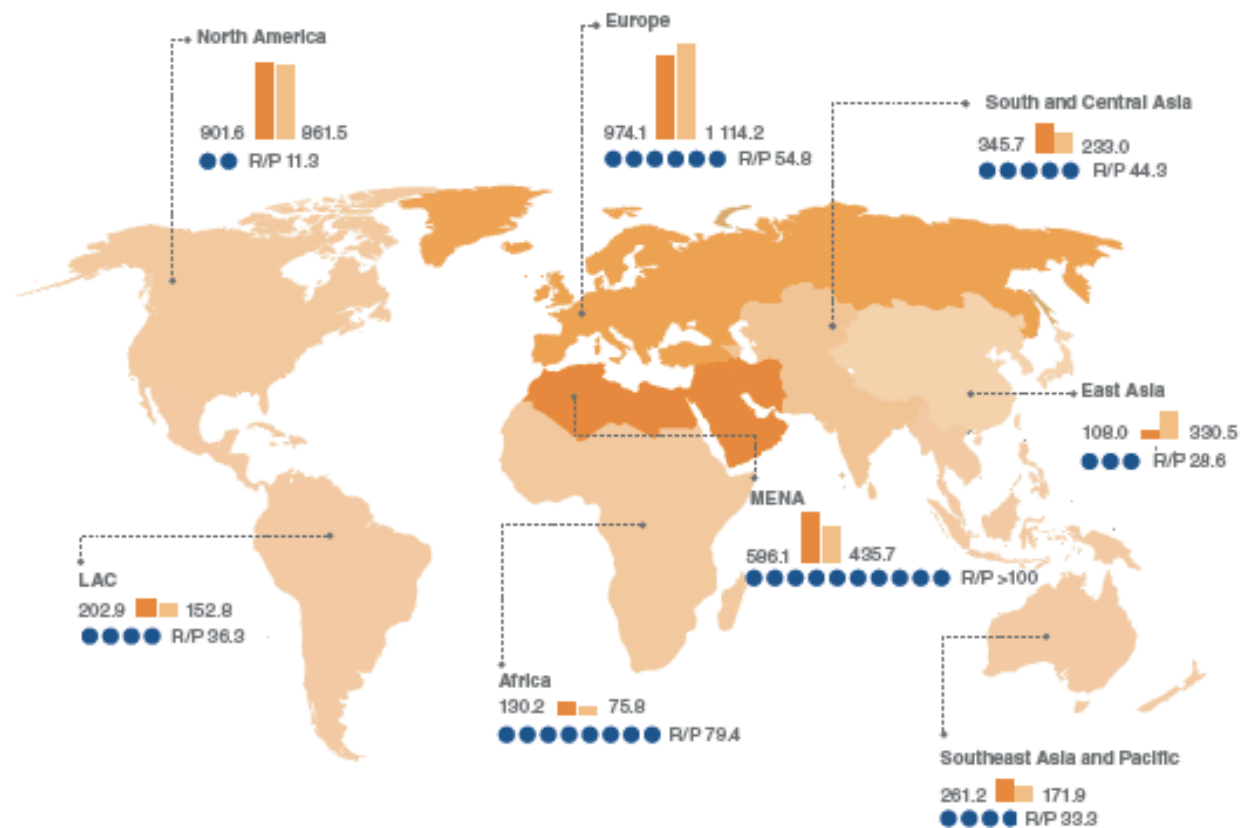 North America
901.6 861.5
R/P 11.3
Europe
974.1 1 114.2
R/P 54.8
South and Central Asia
345.7 233.0
R/P 44.3
East Asia
108.0 330.5
R/P 28.6
MENA
586.1 435.7
R/P >100
LAC
202.9 152.8
R/P 36.3
Africa
130.2 75.8
R/P 79.4
Southeast Asia and Pacific
261.2 171.9
R/P 33.3